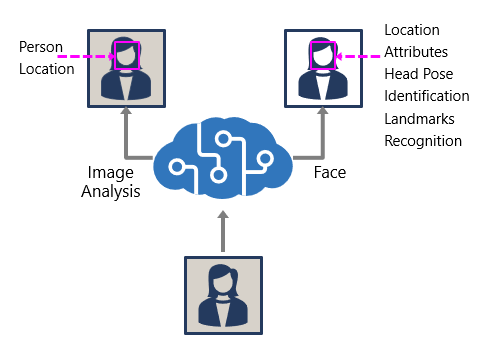 Person
Location
Location
Attributes
Head Pose
Identification
Landmarks
Recognition
Image
Analysis
Face